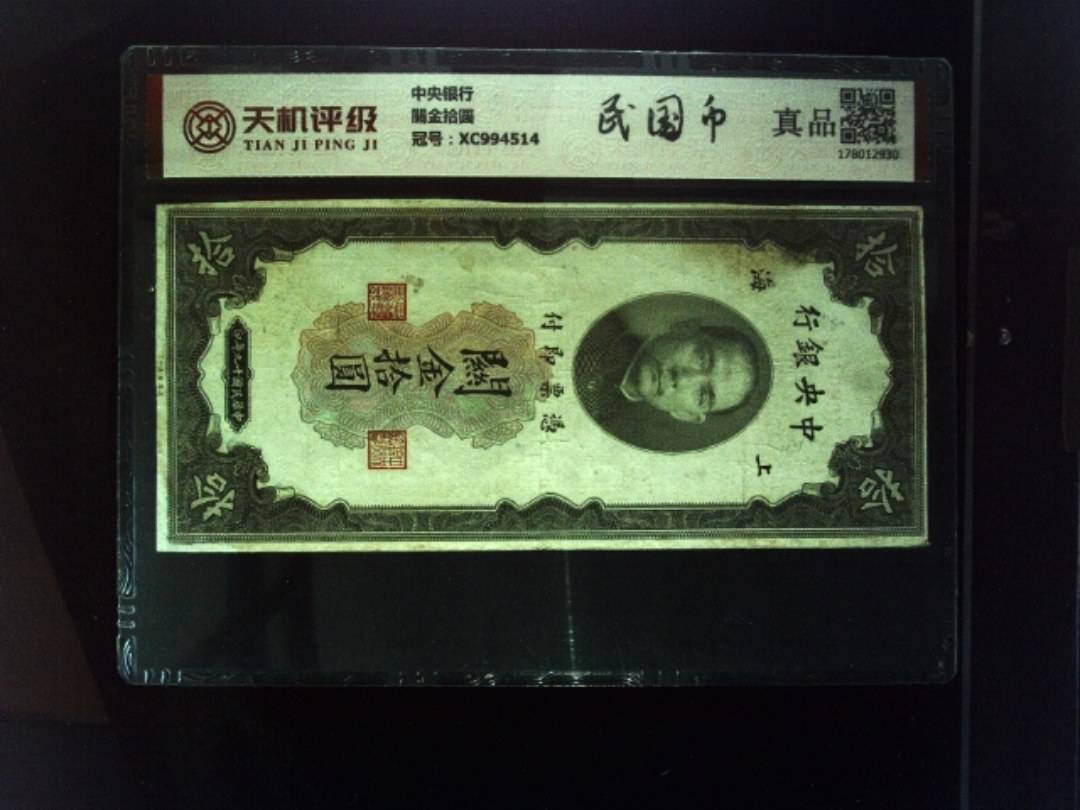 天机评级
TIAN JI PING JI
中央银行
關金拾圓
冠号：XC994514
民国币
真品
178012930
中央銀行
上海
憑票即付
關金拾圓
拾
拾
拾
拾